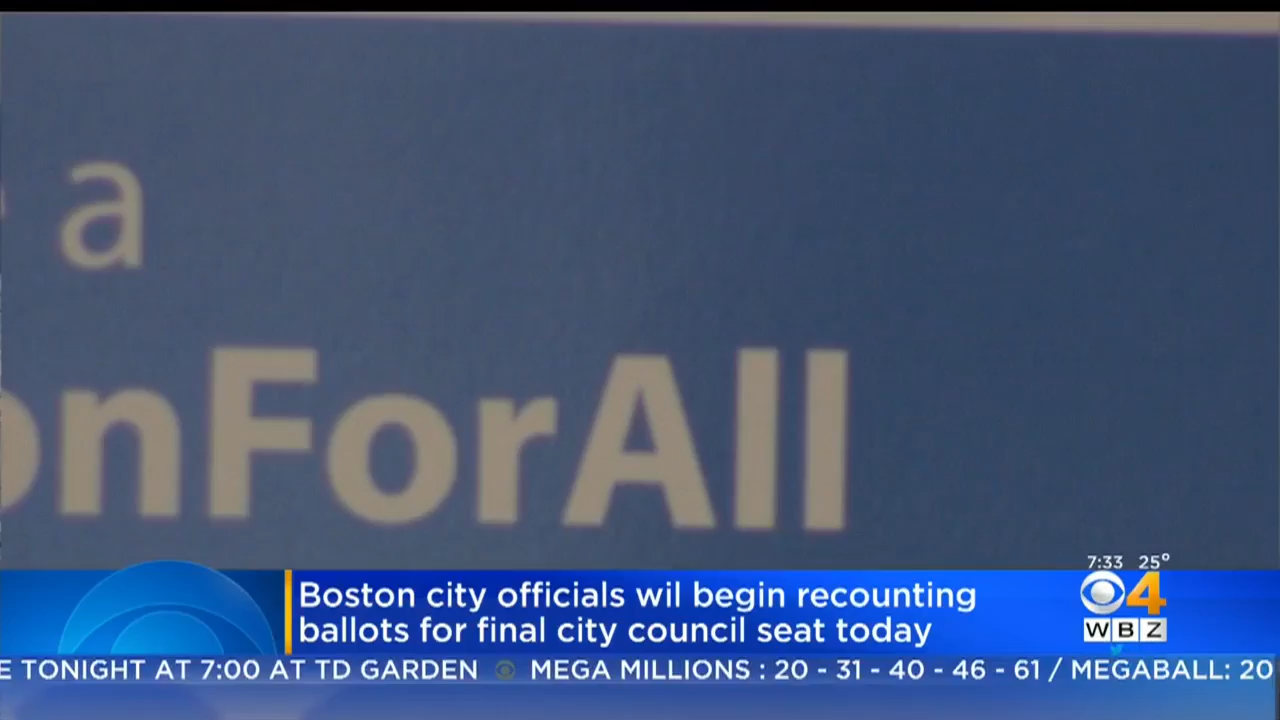 a
onForAll
7:33 25°
Boston city officials wil begin recounting
ballots for final city council seat today
4
WBZ
E TONIGHT AT 7:00 AT TD GARDEN MEGA MILLIONS : 20 - 31 - 40 - 46 - 61 / MEGABALL: 20